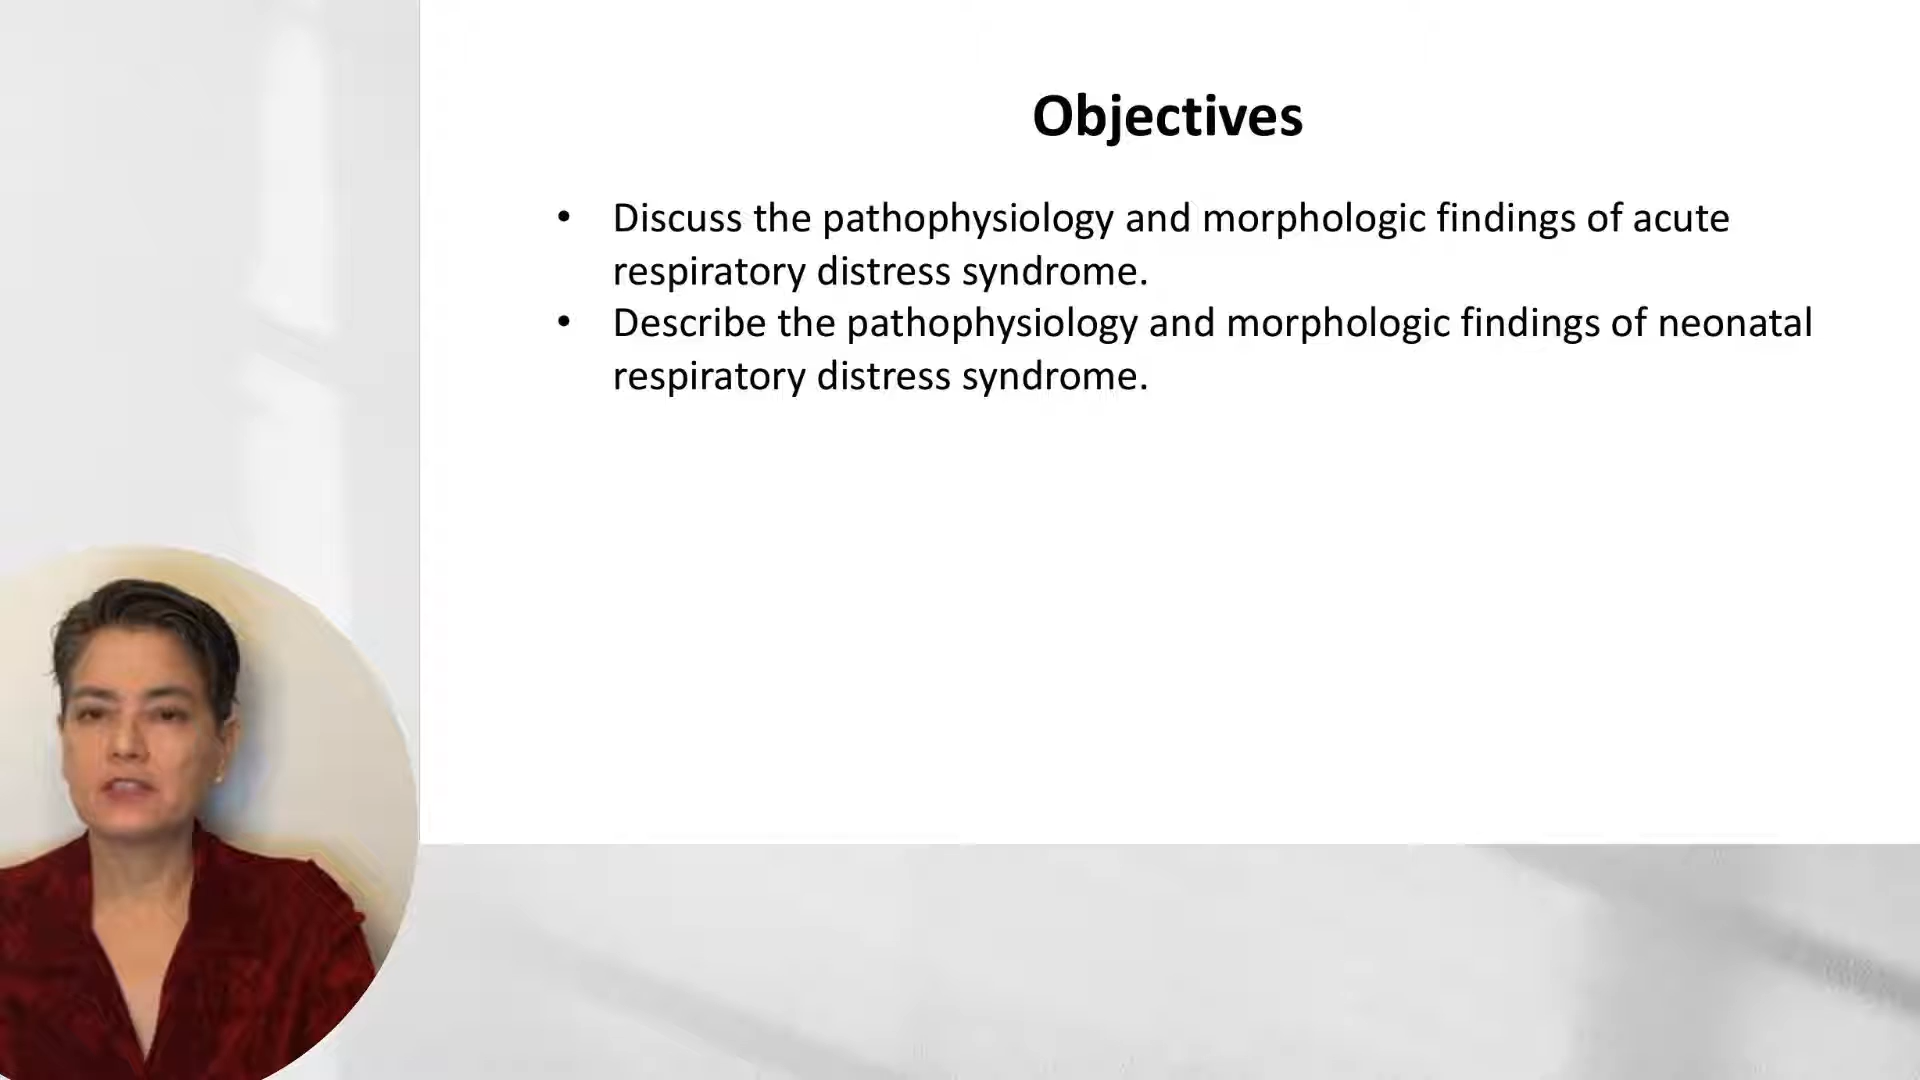 Objectives
• Discuss the pathophysiology and morphologic findings of acute
respiratory distress syndrome.
• Describe the pathophysiology and morphologic findings of neonatal
respiratory distress syndrome.